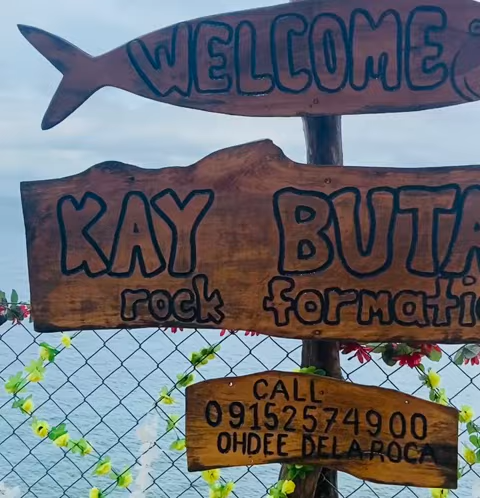 WELCOME
KAY BUTA
rock formati
CALL
09152574900
OHDEE DELAROCA